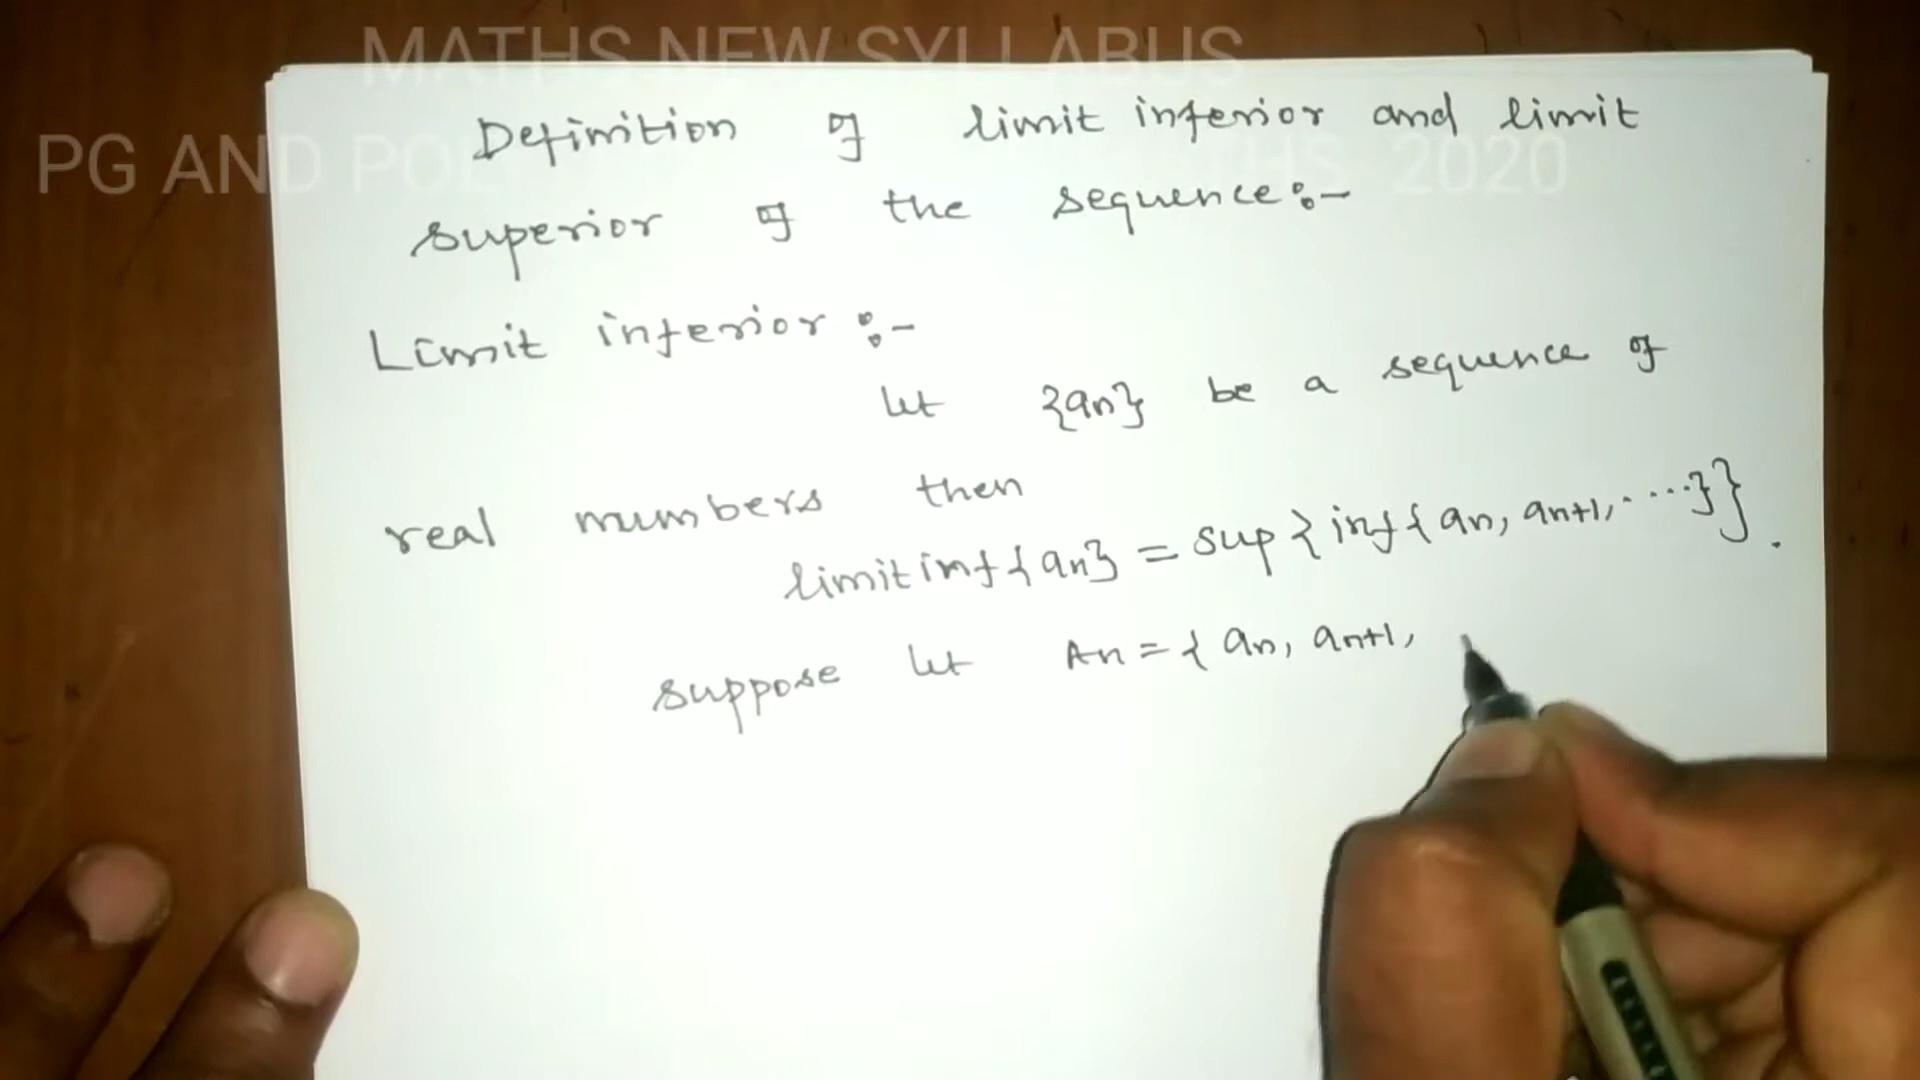 MATHS NEW SYLLABUS
PG AND POL HS 2020
Definition of limit inferior and limit
superior of the sequence:-
Limit inferior :-
let {an} be a sequence of
real numbers then
limit inf {an} = sup { inf { an, an+1, .....}}.
suppose let An = { an, an+1,